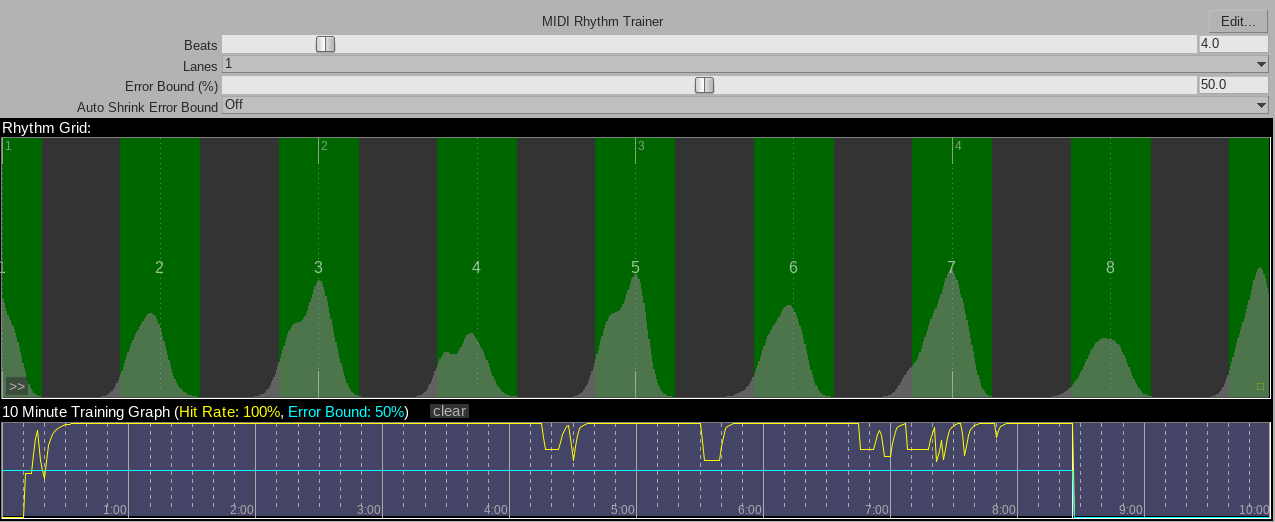 MIDI Rhythm Trainer Edit...
Beats 4.0
Lanes 1
Error Bound (%) 50.0
Auto Shrink Error Bound Off
Rhythm Grid:
1 2 3 4
1 2 3 4 5 6 7 8
>>
10 Minute Training Graph (Hit Rate: 100%, Error Bound: 50%) clear
1:00 2:00 3:00 4:00 5:00 6:00 7:00 8:00 9:00 10:00